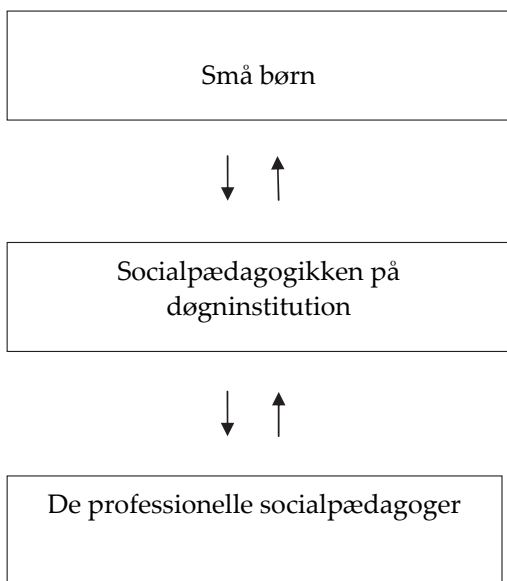 Små børn
Socialpædagogikken på
døgninstitution
De professionelle socialpædagoger